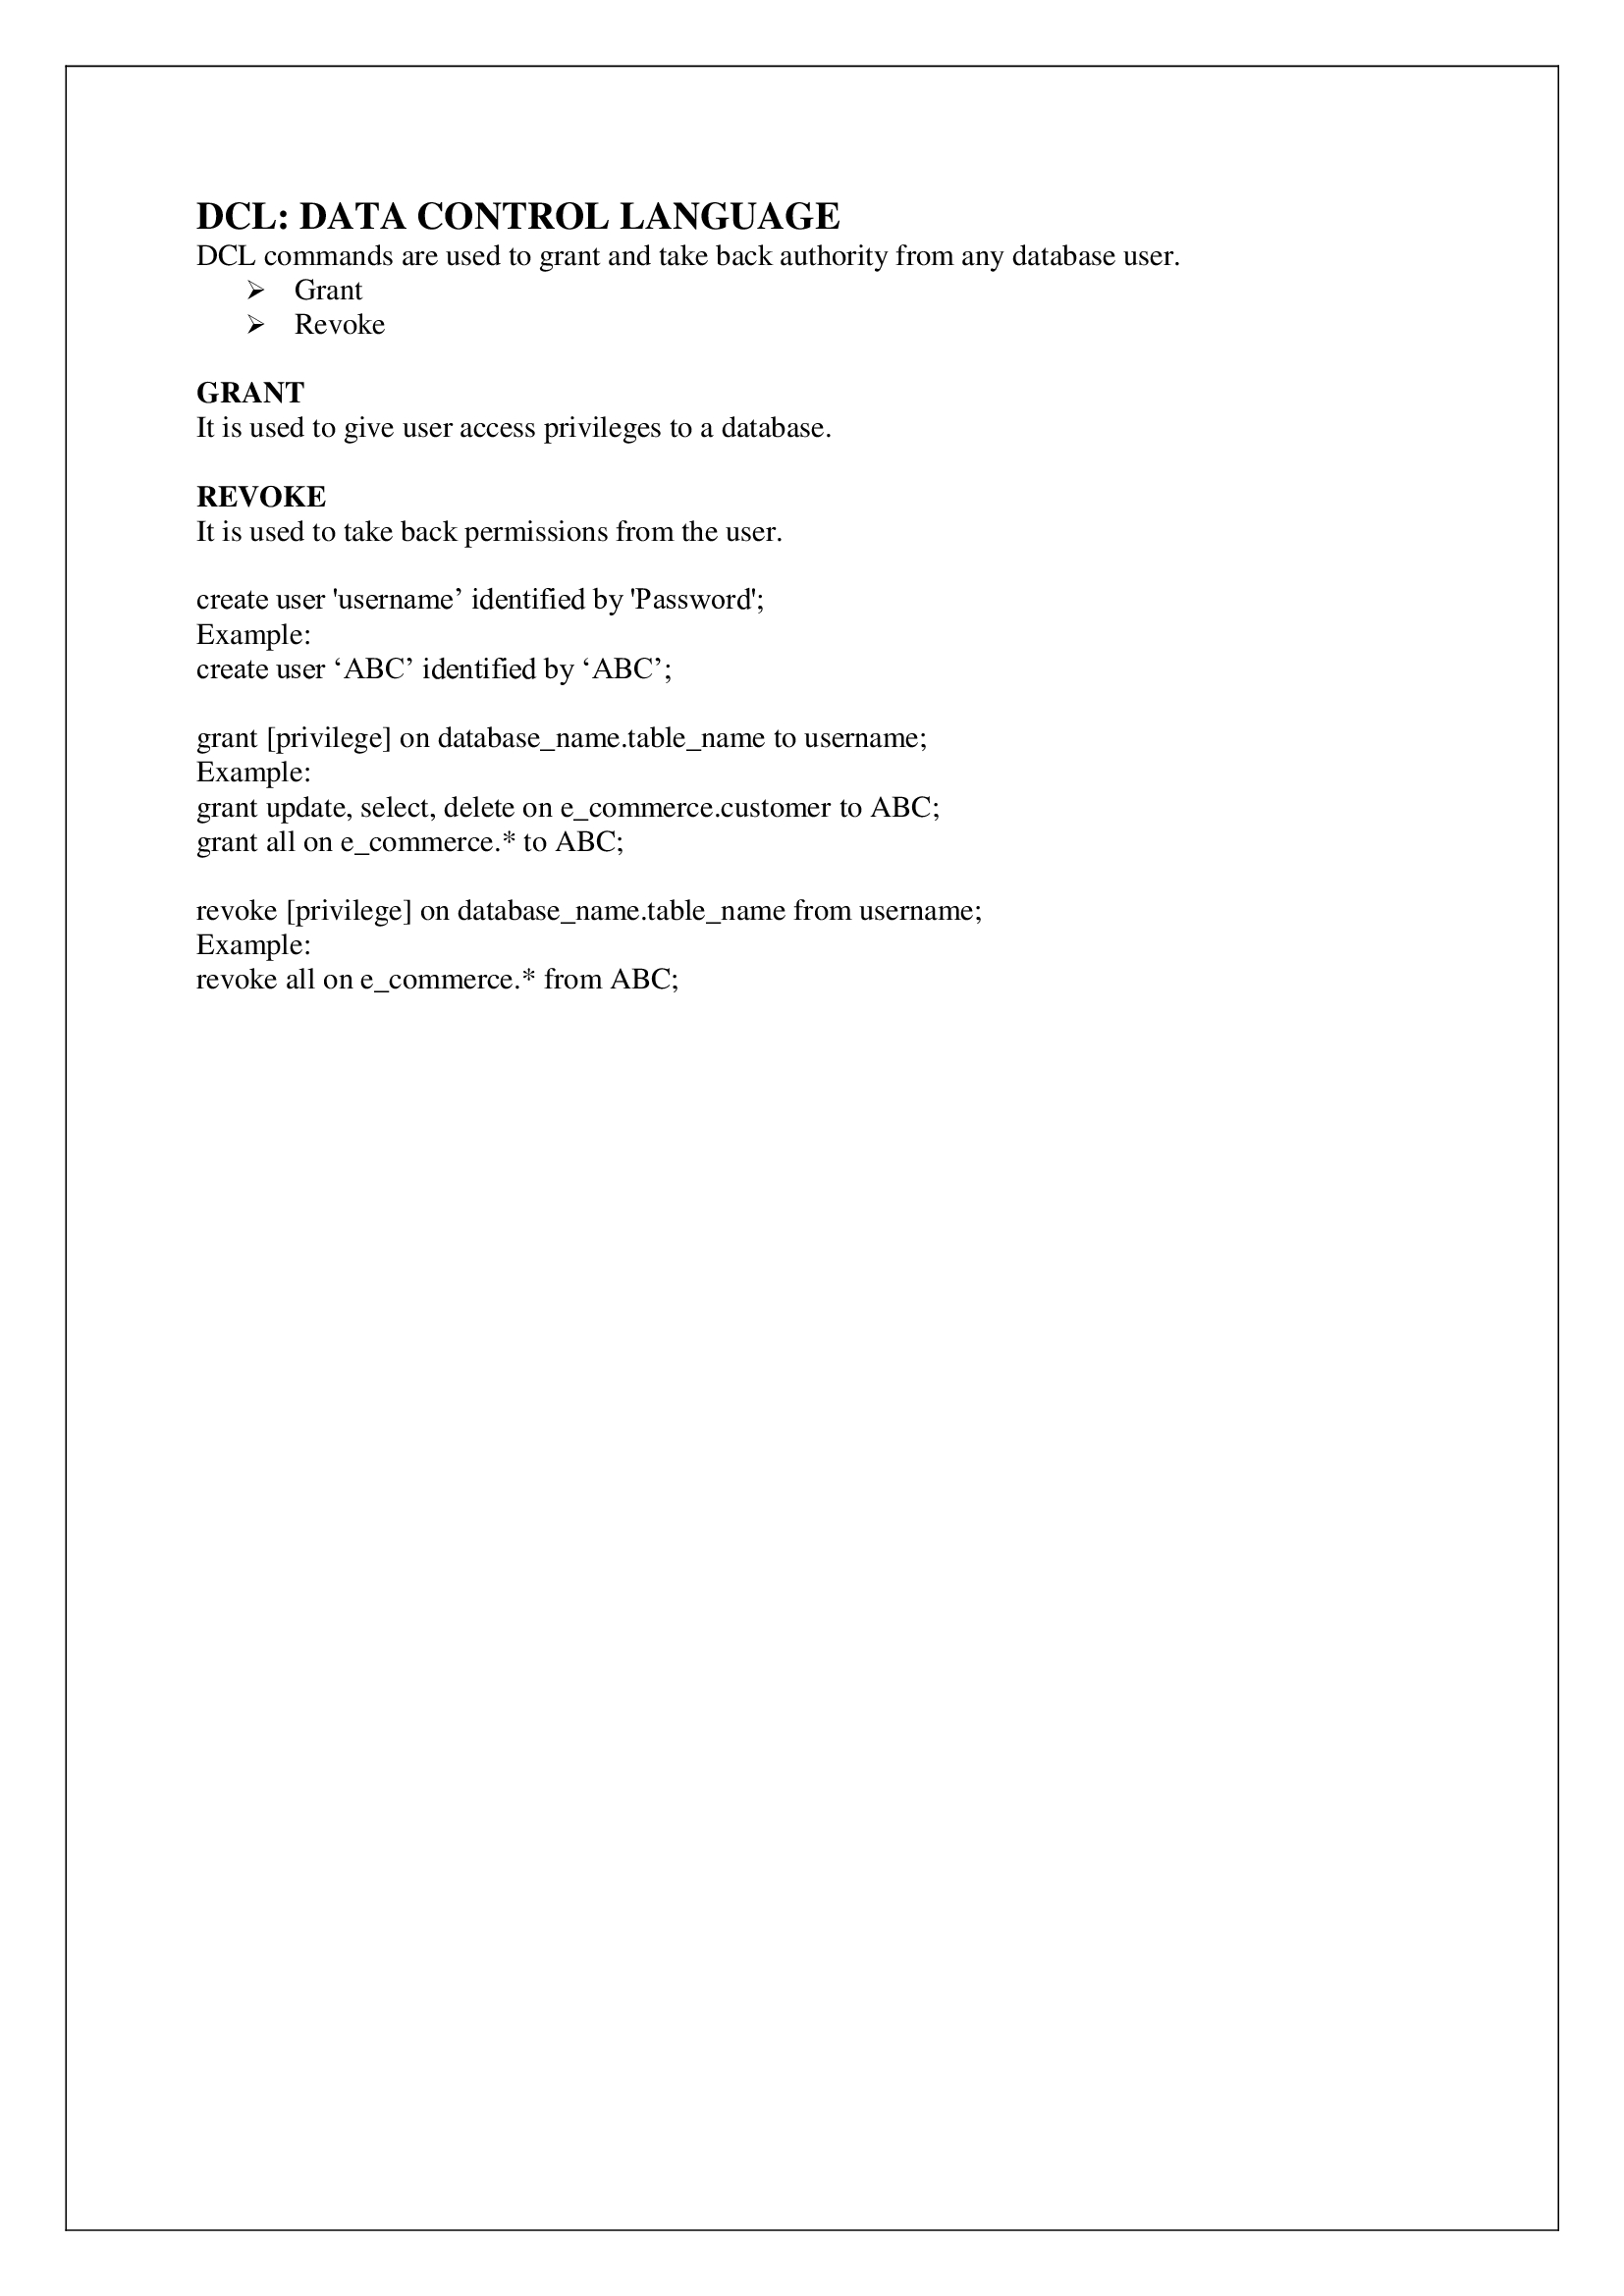 DCL: DATA CONTROL LANGUAGE
DCL commands are used to grant and take back authority from any database user.
➢ Grant
➢ Revoke
GRANT
It is used to give user access privileges to a database.
REVOKE
It is used to take back permissions from the user.
create user 'username’ identified by 'Password';
Example:
create user ‘ABC’ identified by ‘ABC’;
grant [privilege] on database_name.table_name to username;
Example:
grant update, select, delete on e_commerce.customer to ABC;
grant all on e_commerce.* to ABC;
revoke [privilege] on database_name.table_name from username;
Example:
revoke all on e_commerce.* from ABC;